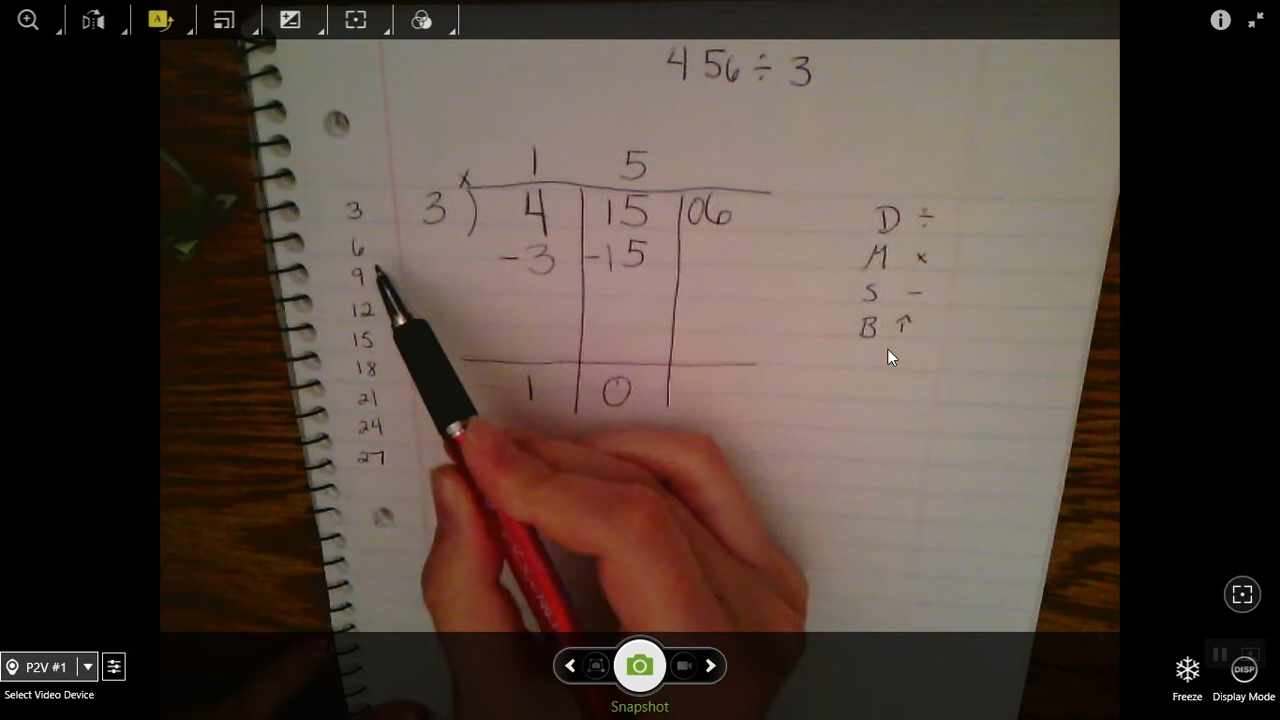 A
456 ÷ 3
1 5
x
3 ) 4 15 06
-3 -15
1 0
3
6
9
12
15
18
21
24
27
D ÷
M ×
S -
B ↑
P2V #1
Select Video Device
Snapshot
Freeze
DISP
Display Mode